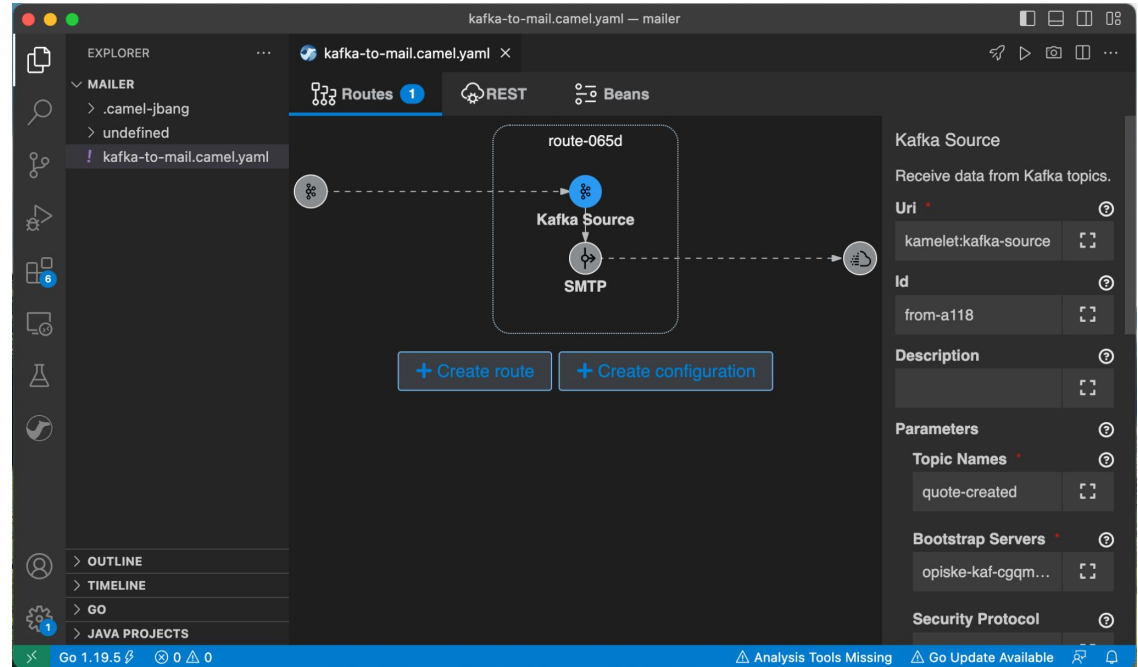 kafka-to-mail.camel.yaml — mailer
EXPLORER
MAILER
.camel-jbang
undefined
! kafka-to-mail.camel.yaml
OUTLINE
TIMELINE
GO
JAVA PROJECTS
6
1
kafka-to-mail.camel.yaml
Routes 1
REST
Beans
route-065d
Kafka Source
SMTP
+ Create route
+ Create configuration
Kafka Source
Receive data from Kafka topics.
Uri *
kamelet:kafka-source
Id
from-a118
Description
Parameters
Topic Names *
quote-created
Bootstrap Servers *
opiske-kaf-cgqm...
Security Protocol
Go 1.19.5
0 0
Analysis Tools Missing
Go Update Available